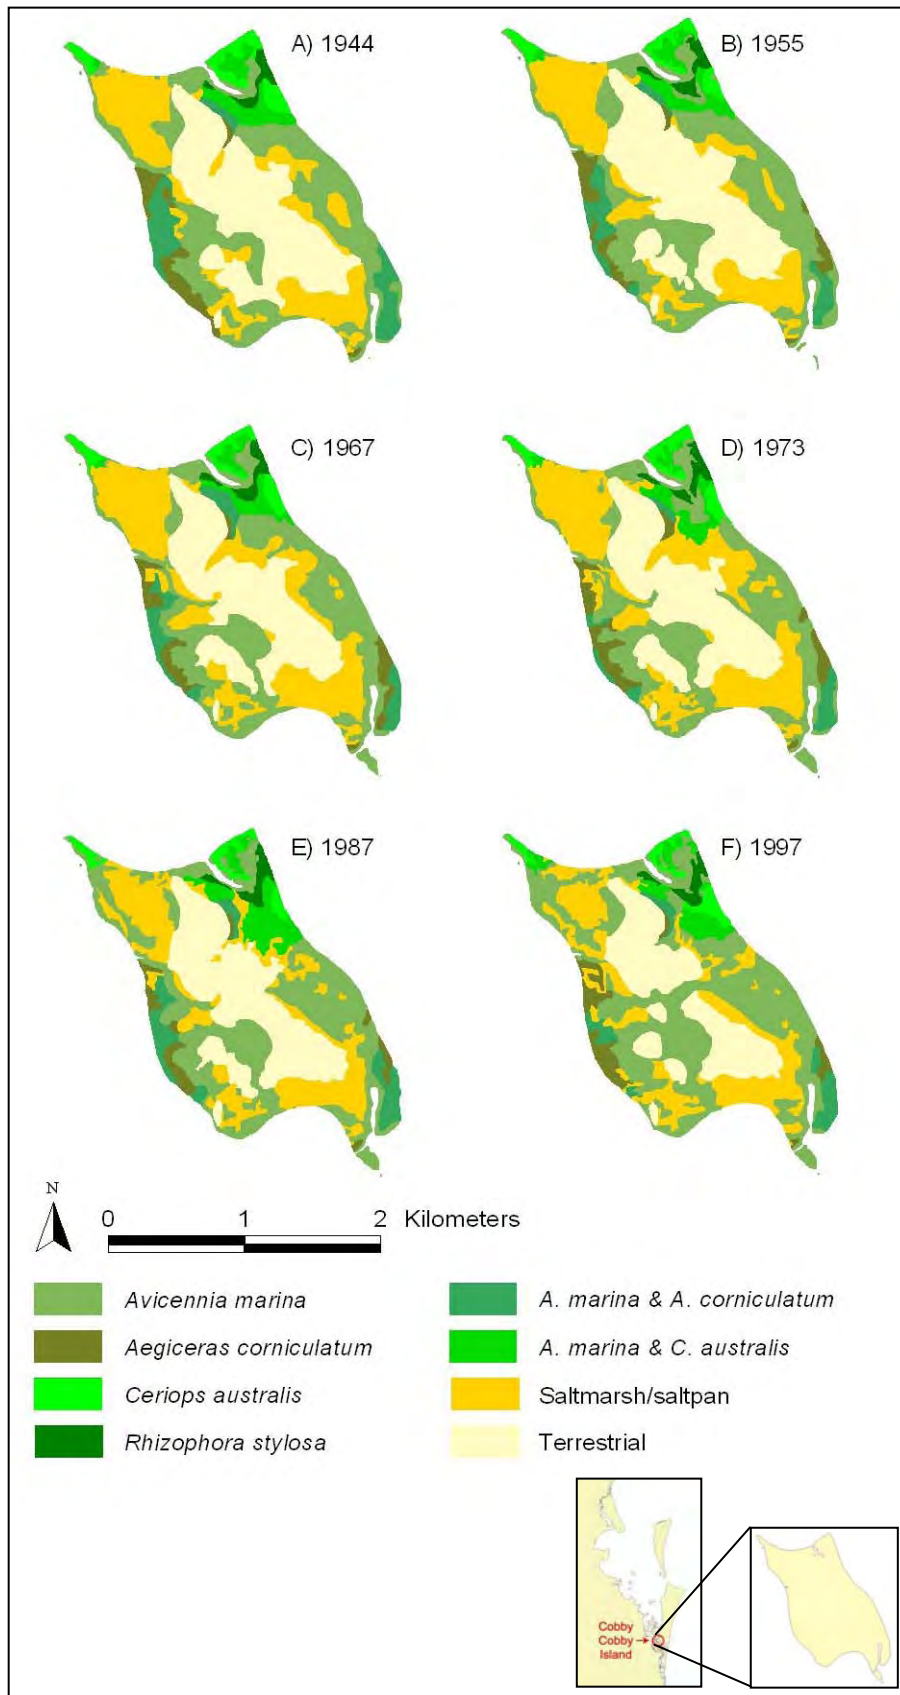 A) 1944
B) 1955
C) 1967
D) 1973
E) 1987
F) 1997
N
0 1 2 Kilometers
Avicennia marina
Aegiceras corniculatum
Ceriops australis
Rhizophora stylosa
A. marina & A. corniculatum
A. marina & C. australis
Saltmarsh/saltpan
Terrestrial
Cobby
Cobby
Island